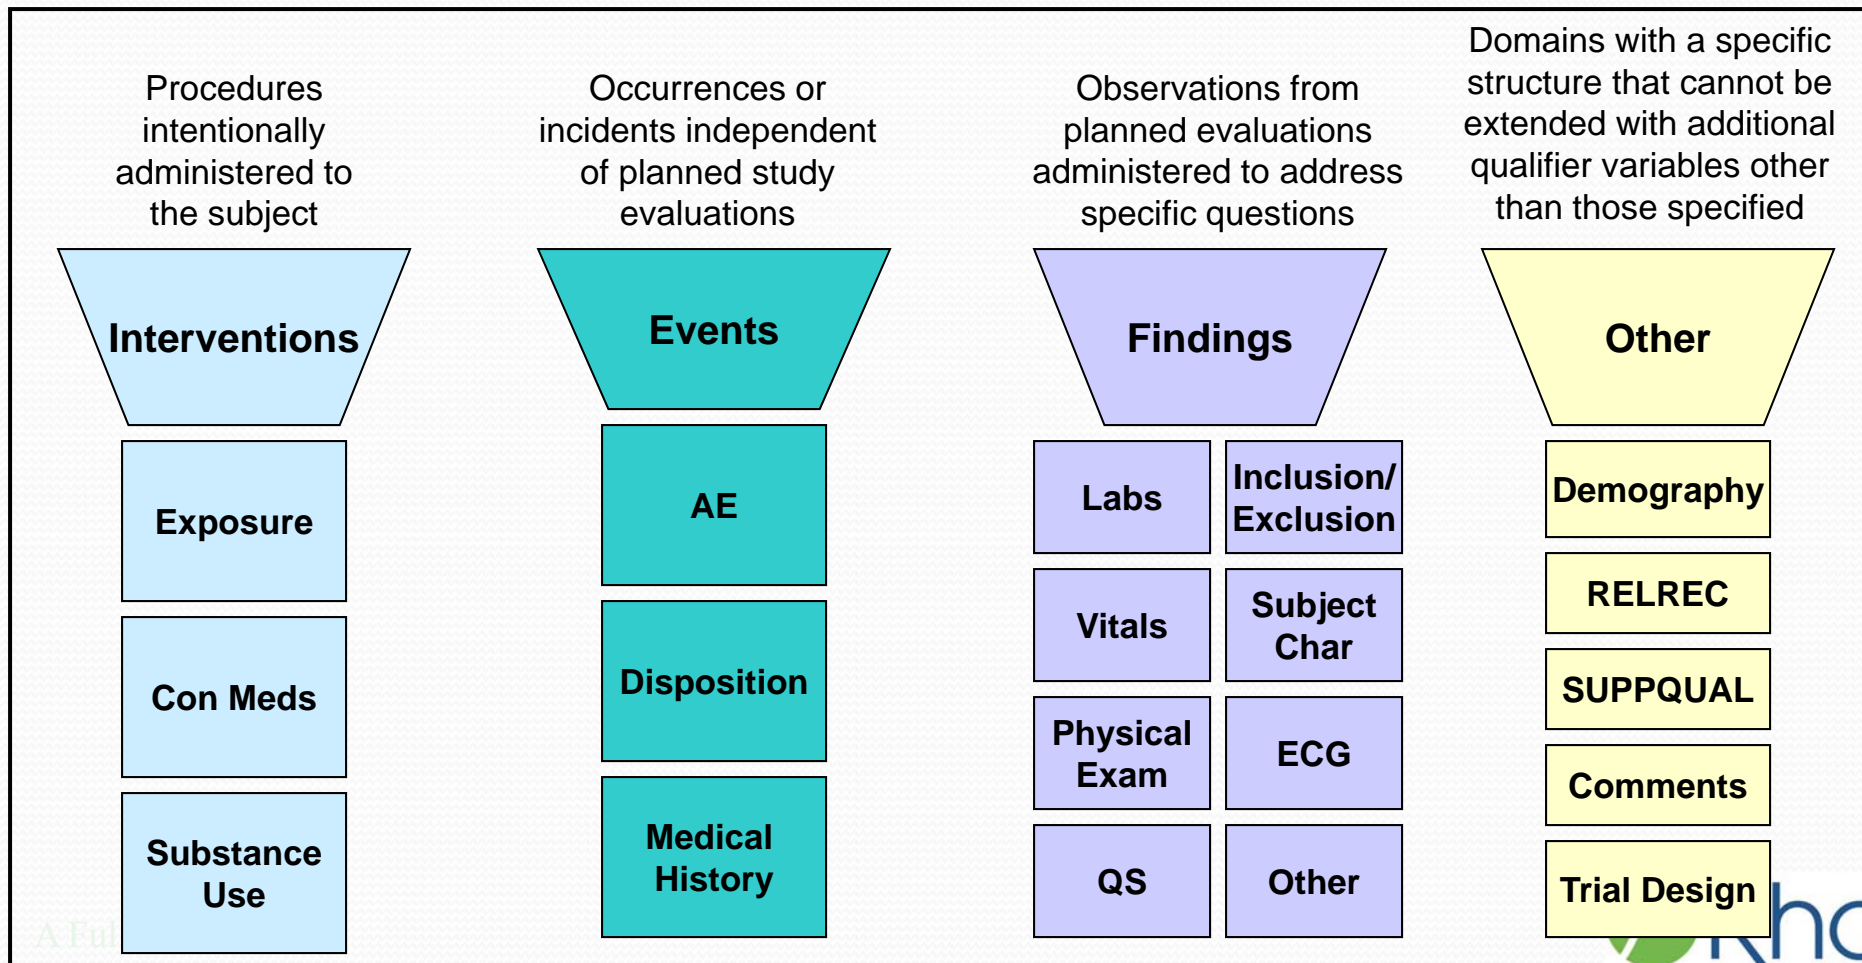 Procedures
intentionally
administered to
the subject
Interventions
Exposure
Con Meds
Substance
Use
Occurrences or
incidents independent
of planned study
evaluations
Events
AE
Disposition
Medical
History
Observations from
planned evaluations
administered to address
specific questions
Findings
Labs
Inclusion/
Exclusion
Vitals
Subject
Char
Physical
Exam
ECG
QS
Other
Domains with a specific
structure that cannot be
extended with additional
qualifier variables other
than those specified
Other
Demography
RELREC
SUPPQUAL
Comments
Trial Design
A Ful